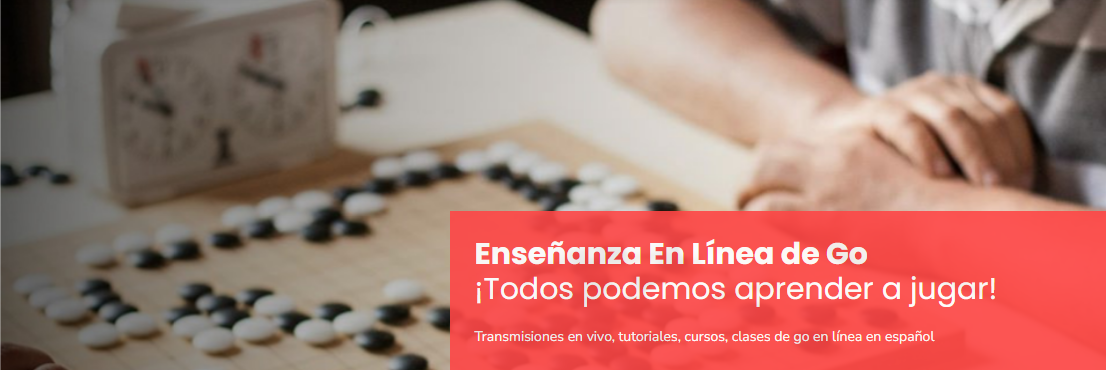 Enseñanza En Línea de Go
¡Todos podemos aprender a jugar!
Transmisiones en vivo, tutoriales, cursos, clases de go en línea en español